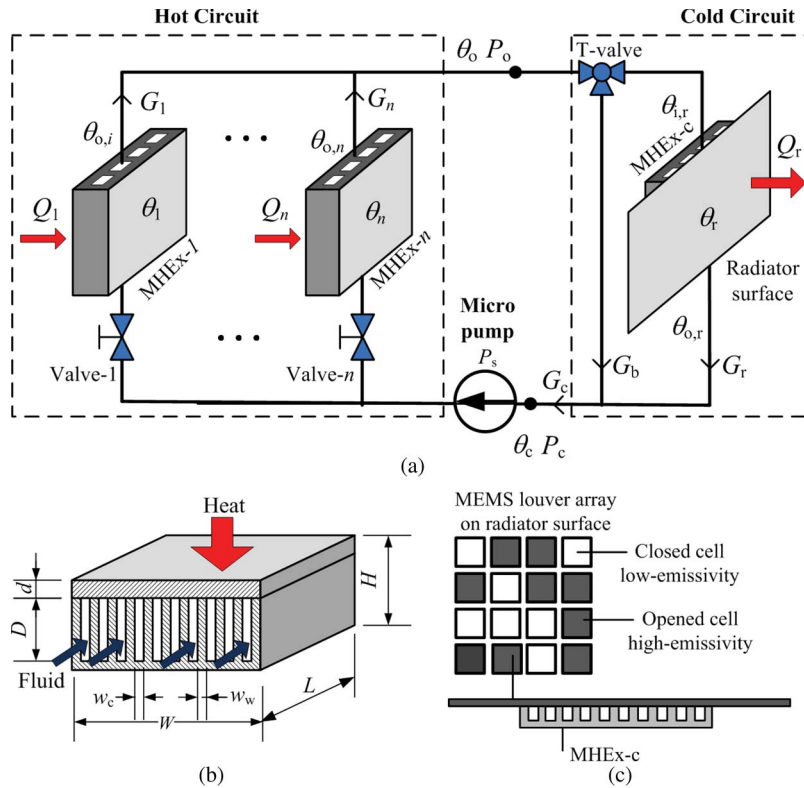 Hot Circuit
Cold Circuit
θo Po
T-valve
G1
Gn
θi,r
θo,i
θo,n
MHEx-c
Qr
Q1
θ1
Qn
θn
θr
MHEx-1
MHEx-n
Radiator
surface
Micro
pump
Ps
θo,r
Valve-1
Valve-n
Gc
Gb
Gr
θc Pc
(a)
Heat
d
D
H
Fluid
wc
ww
W
L
(b)
MEMS louver array
on radiator surface
Closed cell
low-emissivity
Opened cell
high-emissivity
MHEx-c
(c)